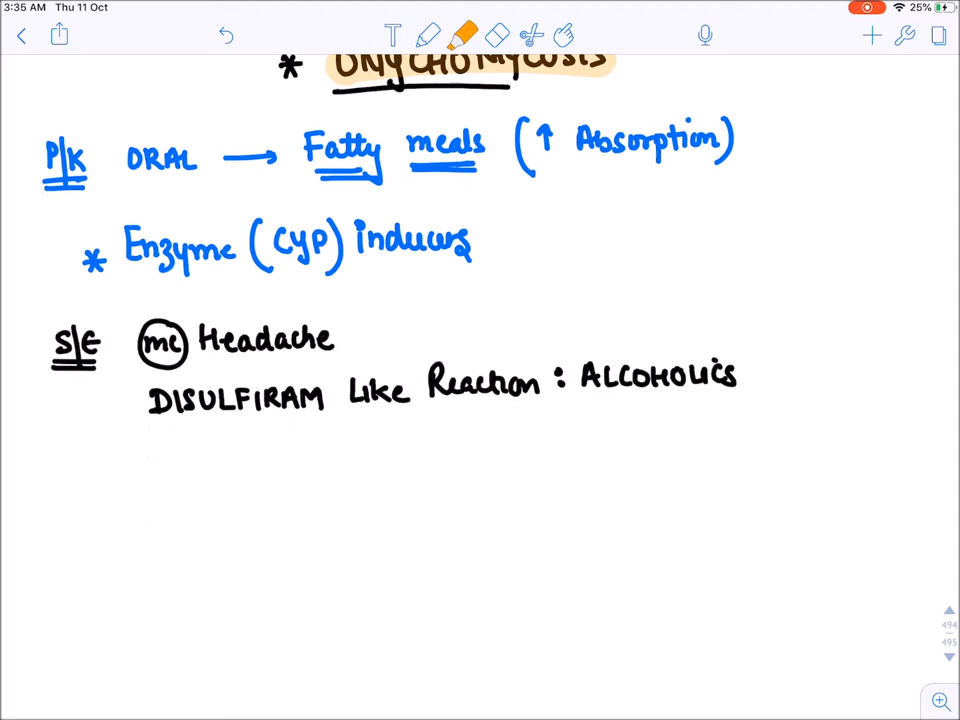 3:35 AM Thu 11 Oct 25%
T
* ONYCHOMYCOSIS
P/K ORAL → Fatty meals (↑ Absorption)
* Enzyme (CYP) inducers
S/E mc Headache
DISULFIRAM Like Reaction : ALCOHOLICS
494
495